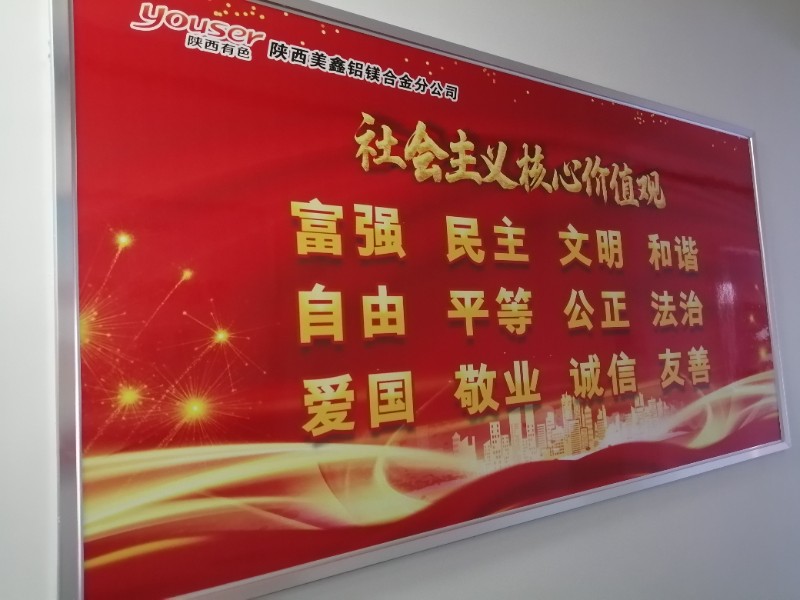 youser
陕西有色 陕西美鑫铝镁合金分公司
社会主义核心价值观
富强 民主 文明 和谐
自由 平等 公正 法治
爱国 敬业 诚信 友善